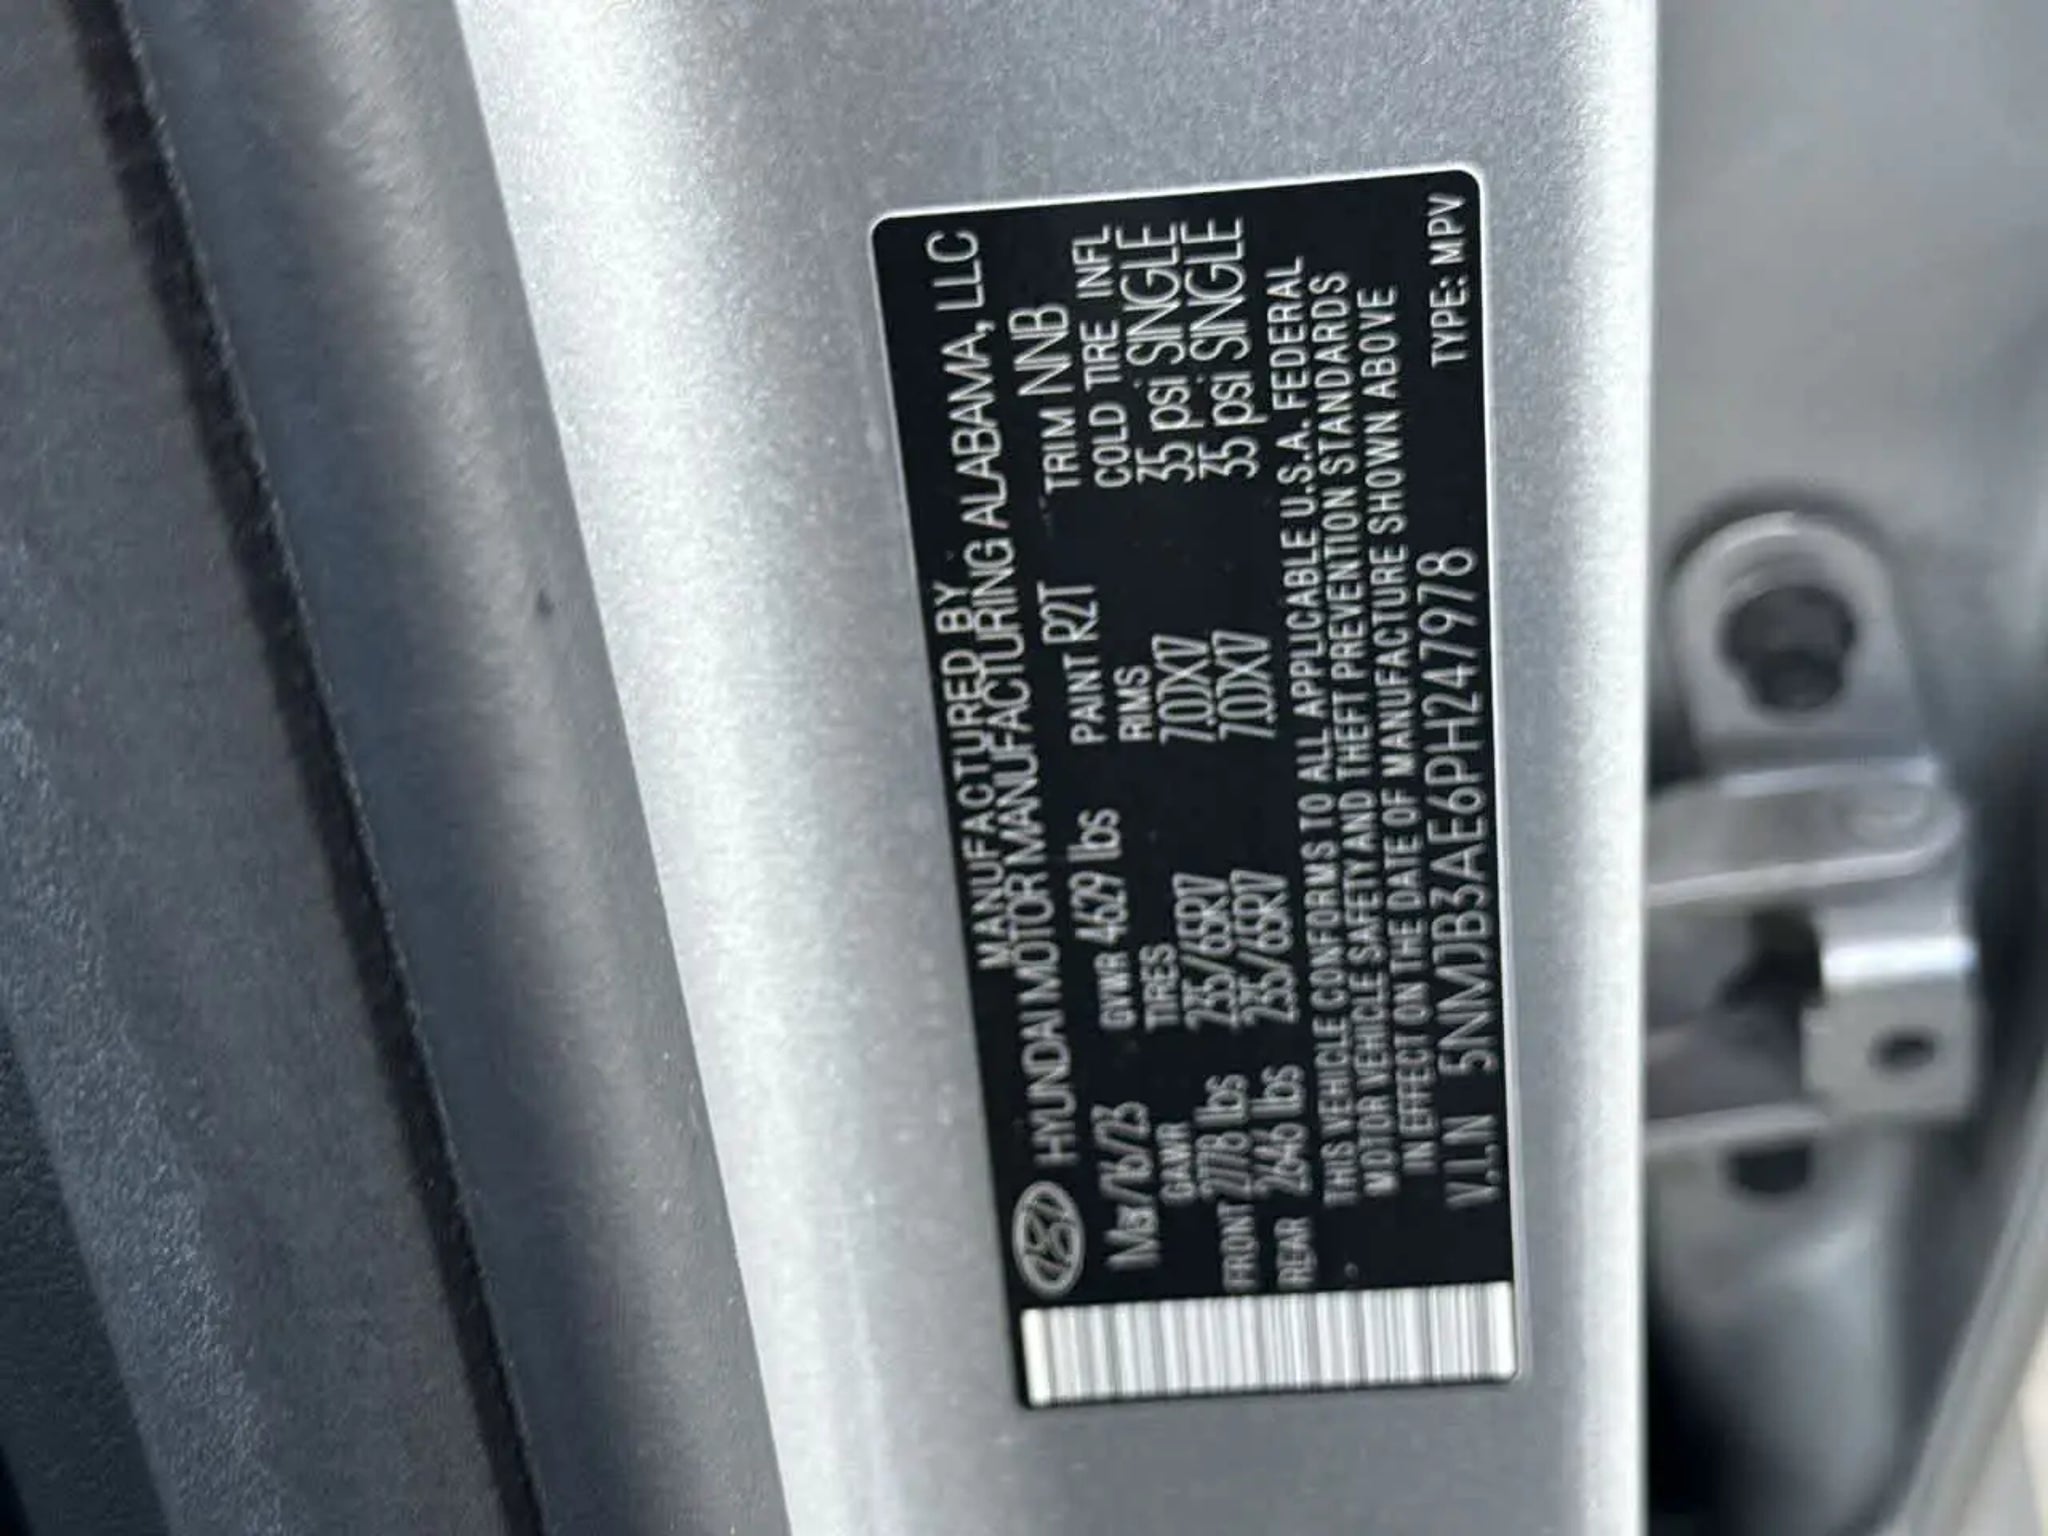 MANUFACTURED BY
HYUNDAI MOTOR MANUFACTURING ALABAMA, LLC
Mar/16/23 GVWR 4629 lbs PAINT R2T TRIM NNB
GAWR TIRES RIMS COLD TIRE INFL
FRONT 2778 lbs 235/65R17 7.0JX17 35 psi SINGLE
REAR 2646 lbs 235/65R17 7.0JX17 35 psi SINGLE
THIS VEHICLE CONFORMS TO ALL APPLICABLE U.S.A. FEDERAL
MOTOR VEHICLE SAFETY AND THEFT PREVENTION STANDARDS
IN EFFECT ON THE DATE OF MANUFACTURE SHOWN ABOVE
V.I.N 5NMJB3AE6PH247978 TYPE: MPV